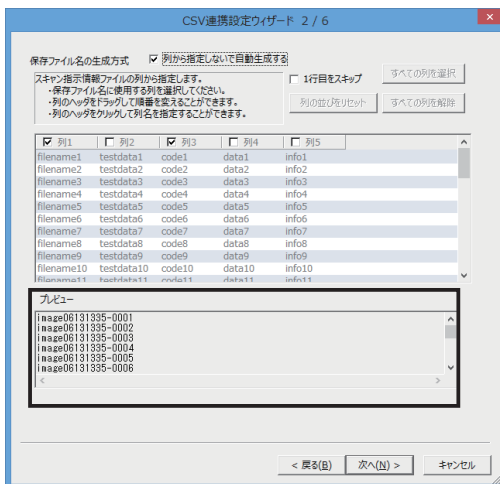 CSV連携設定ウィザード 2 / 6
保存ファイル名の生成方式
列から指定しないで自動生成する
スキャン指示情報ファイルの列から指定します。
・保存ファイル名に使用する列を選択してください。
・列のヘッダをドラッグして順番を変えることができます。
・列のヘッダをクリックして列名を指定することができます。
1行目をスキップ
すべての列を選択
列の並びをリセット
すべての列を解除
列1 列2 列3 列4 列5
filename1 testdata1 code1 data1 info1
filename2 testdata2 code2 data2 info2
filename3 testdata3 code3 data3 info3
filename4 testdata4 code4 data4 info4
filename5 testdata5 code5 data5 info5
filename6 testdata6 code6 data6 info6
filename7 testdata7 code7 data7 info7
filename8 testdata8 code8 data8 info8
filename9 testdata9 code9 data9 info9
filename10 testdata10 code10 data10 info10
filename11 testdata11 code11 data11 info11
プレビュー
image06131335-0001
image06131335-0002
image06131335-0003
image06131335-0004
image06131335-0005
image06131335-0006
< 戻る(B)
次へ(N) >
キャンセル